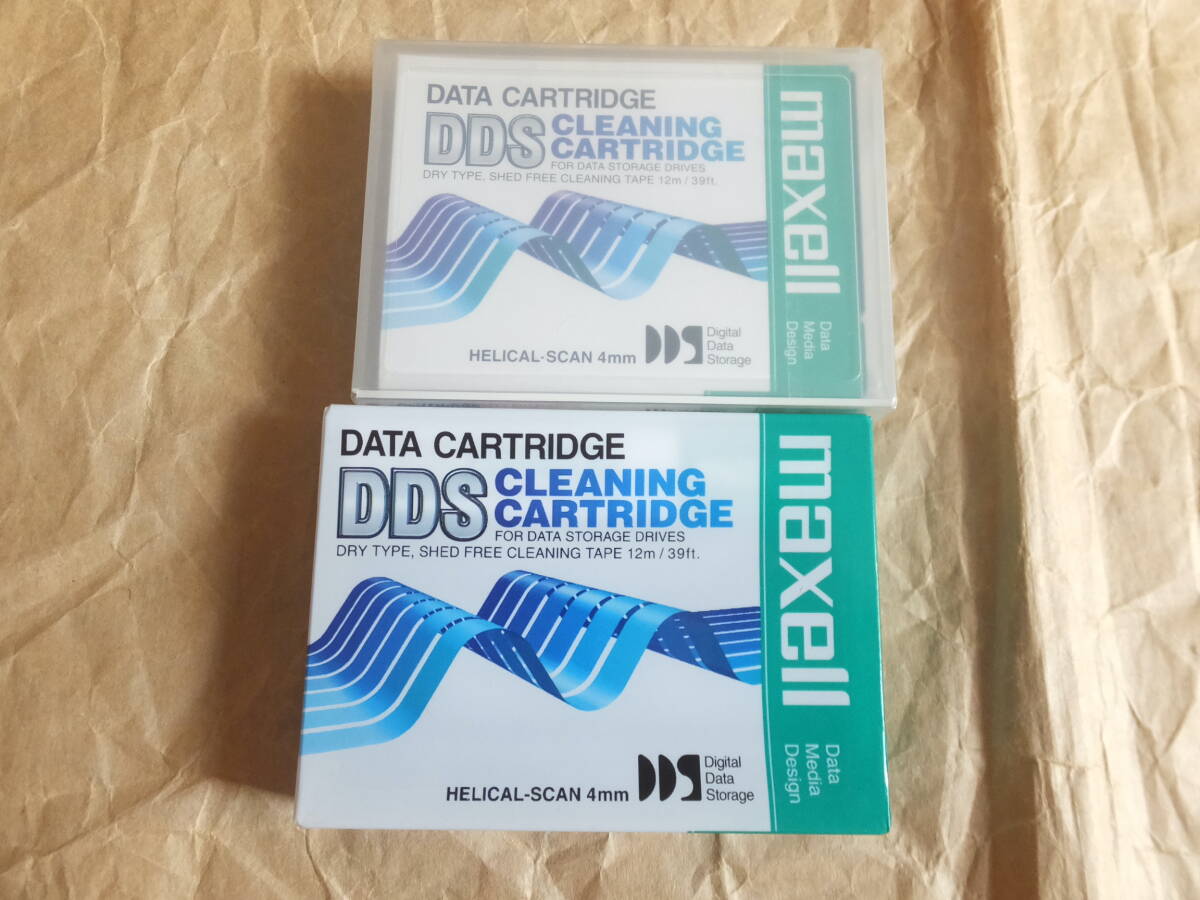 DATA CARTRIDGE
DDS CLEANING CARTRIDGE
FOR DATA STORAGE DRIVES
DRY TYPE, SHED FREE CLEANING TAPE 12m / 39ft.
HELICAL-SCAN 4mm
DDS Digital Data Storage
maxell
Data Media Design
DATA CARTRIDGE
DDS CLEANING CARTRIDGE
FOR DATA STORAGE DRIVES
DRY TYPE, SHED FREE CLEANING TAPE 12m / 39ft.
HELICAL-SCAN 4mm
DDS Digital Data Storage
maxell
Data Media Design